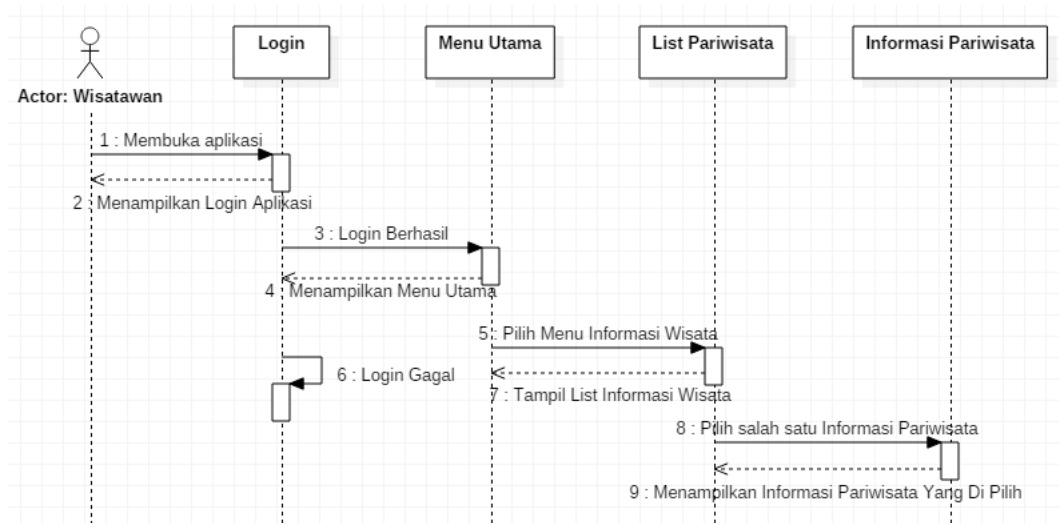 Login
Menu Utama
List Pariwisata
Informasi Pariwisata
Actor: Wisatawan
1 : Membuka aplikasi
2 : Menampilkan Login Aplikasi
3 : Login Berhasil
4 : Menampilkan Menu Utama
5 : Pilih Menu Informasi Wisata
6 : Login Gagal
7 : Tampil List Informasi Wisata
8 : Pilih salah satu Informasi Pariwisata
9 : Menampilkan Informasi Pariwisata Yang Di Pilih